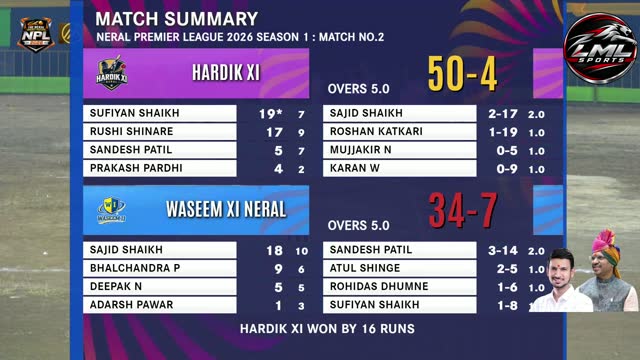 MATCH SUMMARY
NERAL PREMIER LEAGUE 2026 SEASON 1 : MATCH NO.2
NPL
LML
SPORTS
HARDIK XI
OVERS 5.0
50-4
HARDIK XI
SUFIYAN SHAIKH 19* 7 SAJID SHAIKH 2-17 2.0
RUSHI SHINARE 17 9 ROSHAN KATKARI 1-19 1.0
SANDESH PATIL 5 7 MUJJAKIR N 0-5 1.0
PRAKASH PARDHI 4 2 KARAN W 0-9 1.0
WASEEM XI NERAL
OVERS 5.0
34-7
SAJID SHAIKH 18 10 SANDESH PATIL 3-14 2.0
BHALCHANDRA P 9 6 ATUL SHINGE 2-5 1.0
DEEPAK N 5 5 ROHIDAS DHUMNE 1-6 1.0
ADARSH PAWAR 1 3 SUFIYAN SHAIKH 1-8 1.0
HARDIK XI WON BY 16 RUNS